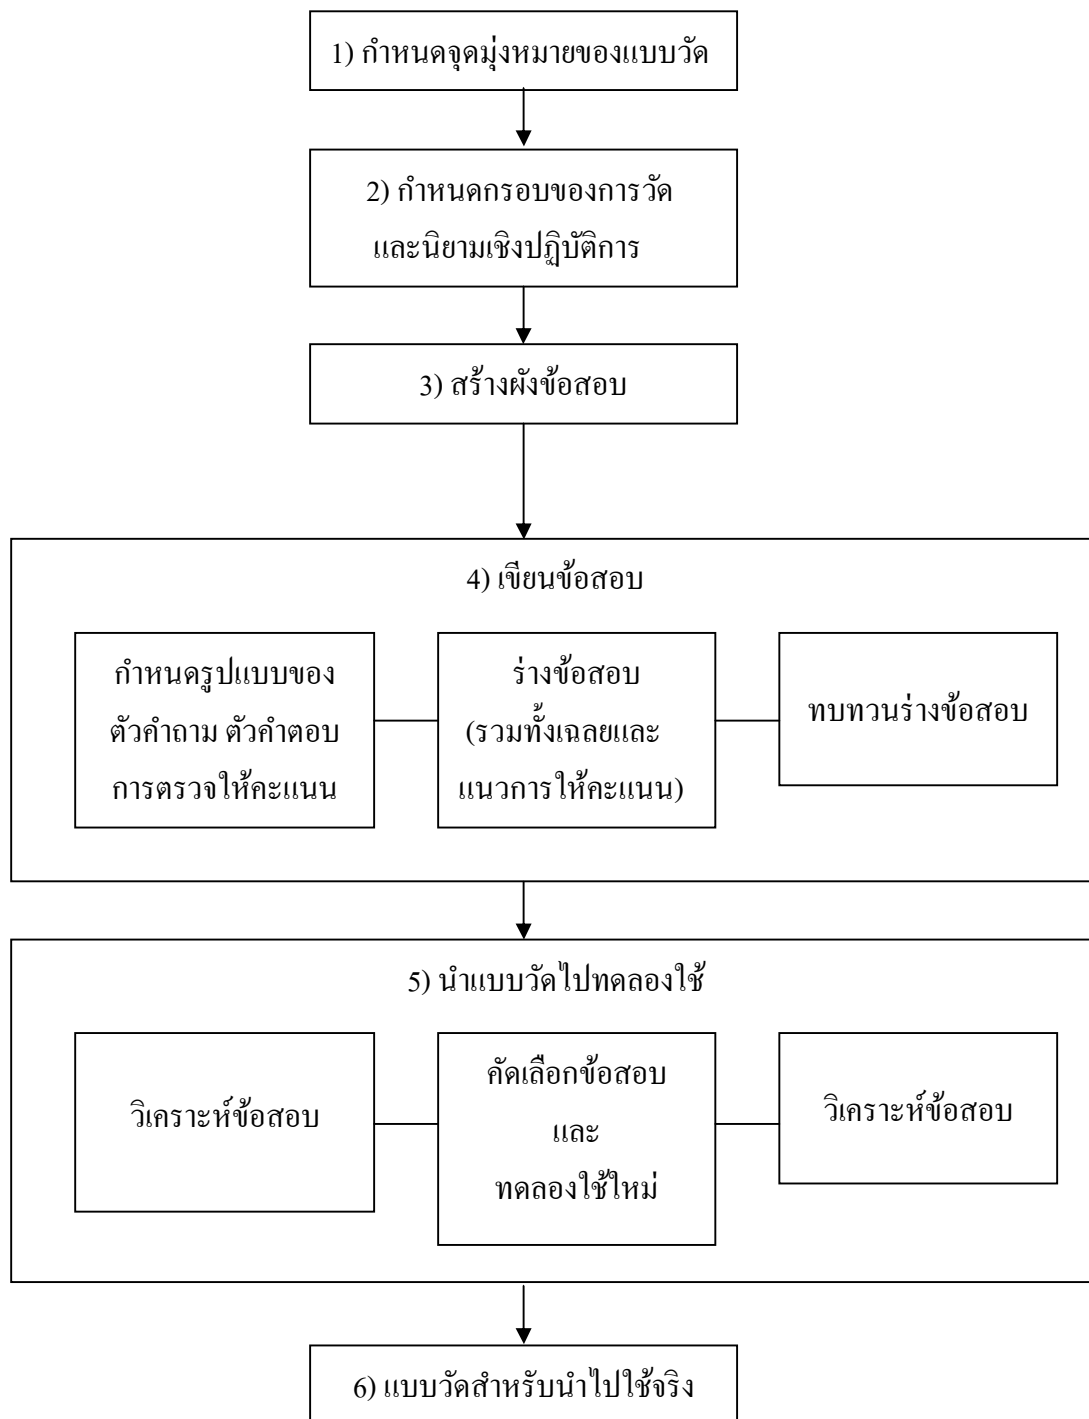 1) กำหนดจุดมุ่งหมายของแบบวัด
2) กำหนดกรอบของการวัด
และนิยามเชิงปฏิบัติการ
3) สร้างผังข้อสอบ
4) เขียนข้อสอบ
กำหนดรูปแบบของ
ตัวคำถาม ตัวคำตอบ
การตรวจให้คะแนน
ร่างข้อสอบ
(รวมทั้งเฉลยและ
แนวการให้คะแนน)
ทบทวนร่างข้อสอบ
5) นำแบบวัดไปทดลองใช้
วิเคราะห์ข้อสอบ
คัดเลือกข้อสอบ
และ
ทดลองใช้ใหม่
วิเคราะห์ข้อสอบ
6) แบบวัดสำหรับนำไปใช้จริง